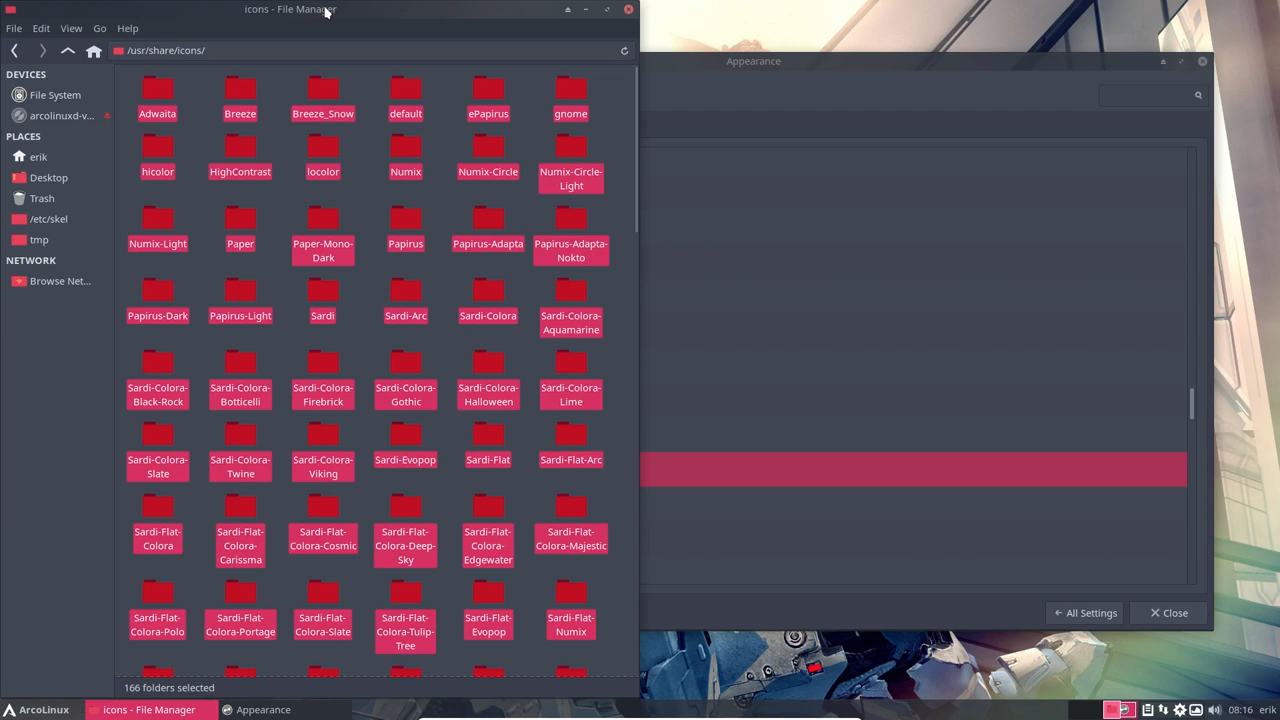 icons - File Manager
File Edit View Go Help
/usr/share/icons/
DEVICES
File System
arcolinuxd-v...
PLACES
erik
Desktop
Trash
/etc/skel
tmp
NETWORK
Browse Net...
Adwaita Breeze Breeze_Snow default ePapirus gnome
hicolor HighContrast locolor Numix Numix-Circle Numix-Circle-
Light
Numix-Light Paper Paper-Mono- Papirus Papirus-Adapta Papirus-Adapta-
Dark Nokto
Papirus-Dark Papirus-Light Sardi Sardi-Arc Sardi-Colora Sardi-Colora-
Aquamarine
Sardi-Colora- Sardi-Colora- Sardi-Colora- Sardi-Colora- Sardi-Colora- Sardi-Colora-
Black-Rock Botticelli Firebrick Gothic Halloween Lime
Sardi-Colora- Sardi-Colora- Sardi-Colora- Sardi-Evopop Sardi-Flat Sardi-Flat-Arc
Slate Twine Viking
Sardi-Flat- Sardi-Flat- Sardi-Flat- Sardi-Flat- Sardi-Flat- Sardi-Flat-
Colora Colora- Colora-Cosmic Colora-Deep- Colora- Colora-Majestic
Carissma Sky Edgewater
Sardi-Flat- Sardi-Flat- Sardi-Flat- Sardi-Flat- Sardi-Flat- Sardi-Flat-
Colora-Polo Colora-Portage Colora-Slate Colora-Tulip- Evopop Numix
Tree
166 folders selected
Appearance
All Settings Close
ArcoLinux icons - File Manager Appearance 08:16 erik